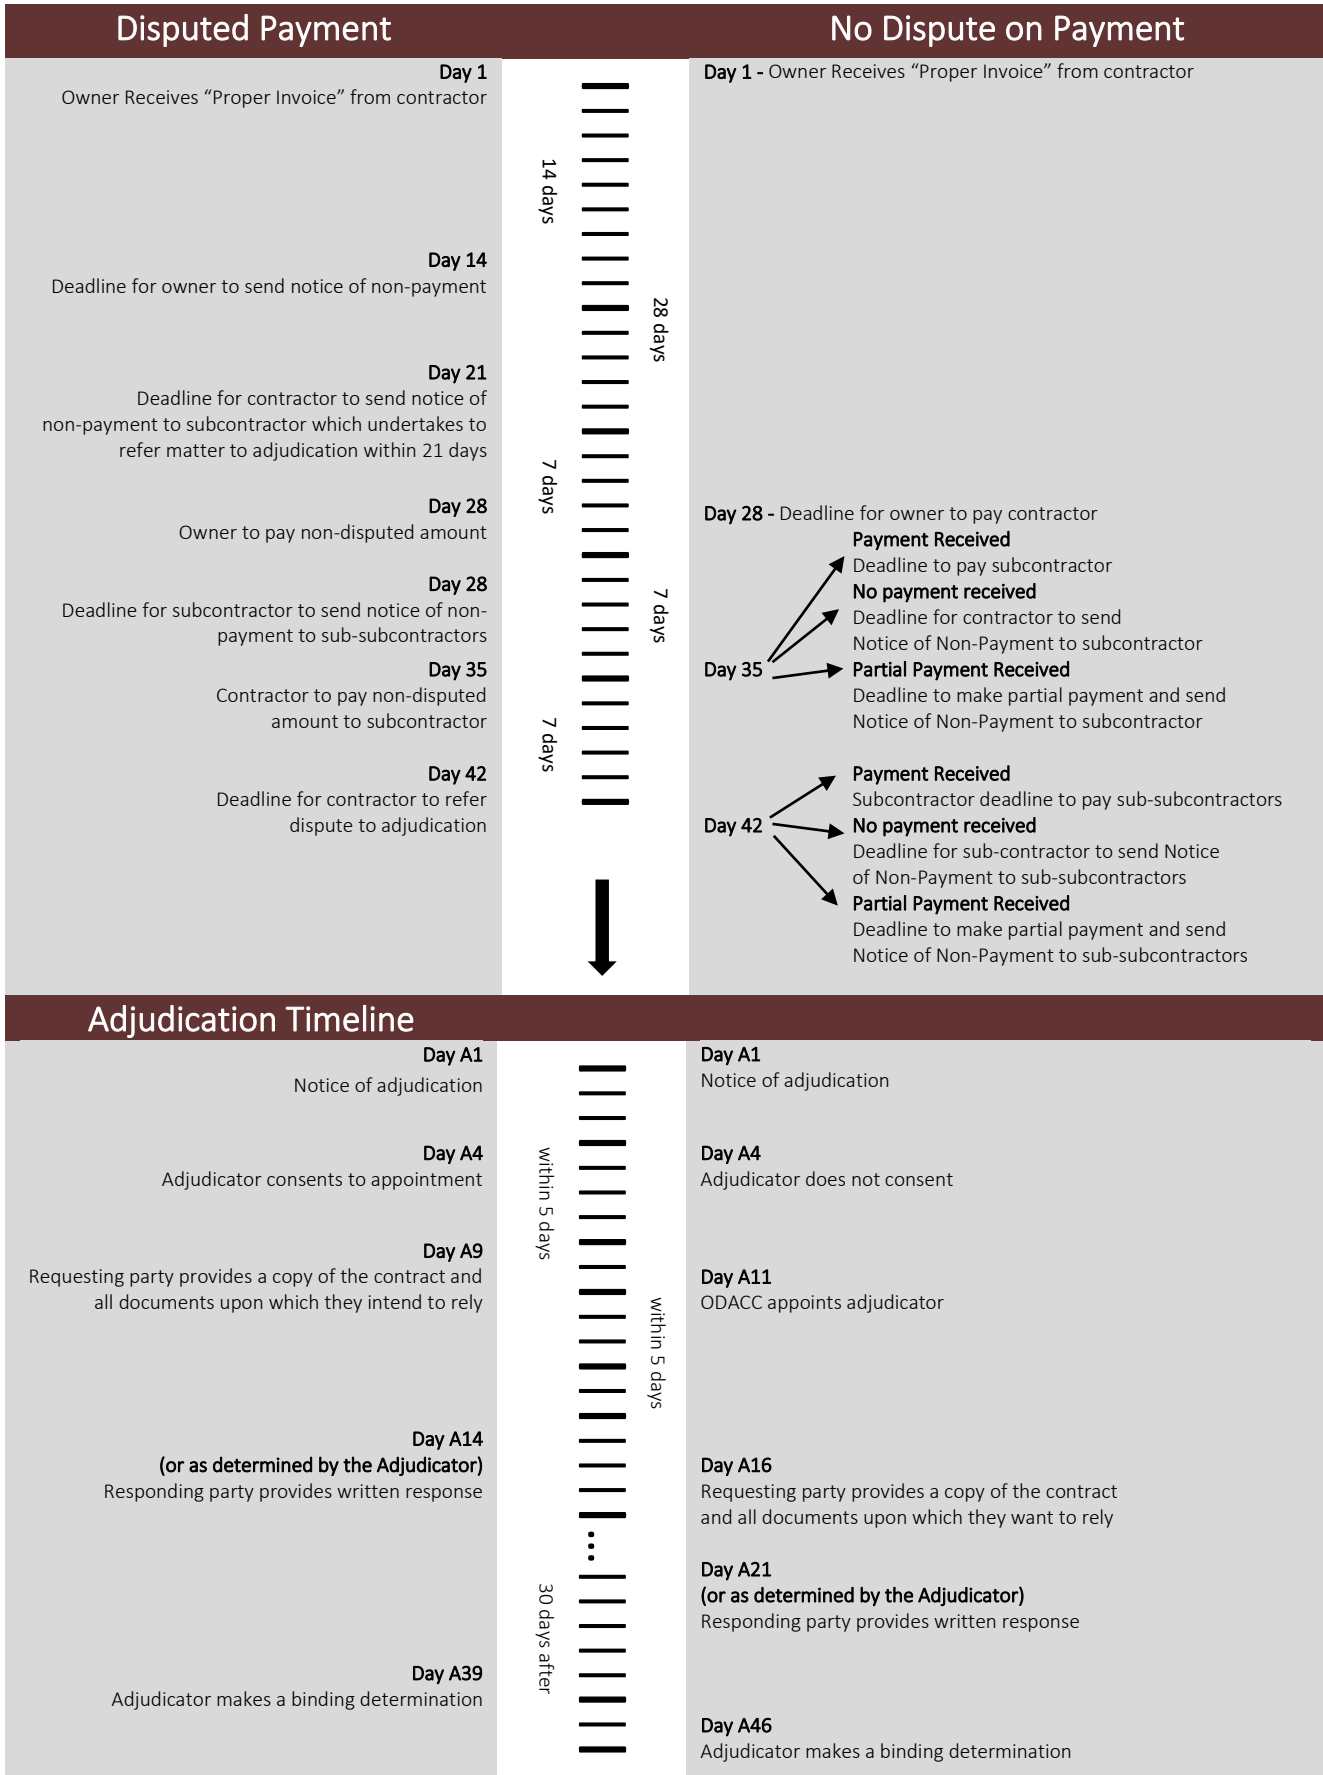 Disputed Payment
No Dispute on Payment
Day 1
Owner Receives “Proper Invoice” from contractor
Day 14
Deadline for owner to send notice of non-payment
Day 21
Deadline for contractor to send notice of
non-payment to subcontractor which undertakes to
refer matter to adjudication within 21 days
Day 28
Owner to pay non-disputed amount
Day 28
Deadline for subcontractor to send notice of non-
payment to sub-subcontractors
Day 35
Contractor to pay non-disputed
amount to subcontractor
Day 42
Deadline for contractor to refer
dispute to adjudication
14 days
28 days
7 days
7 days
7 days
Day 1 - Owner Receives “Proper Invoice” from contractor
Day 28 - Deadline for owner to pay contractor
Payment Received
Deadline to pay subcontractor
No payment received
Deadline for contractor to send
Notice of Non-Payment to subcontractor
Day 35
Partial Payment Received
Deadline to make partial payment and send
Notice of Non-Payment to subcontractor
Payment Received
Subcontractor deadline to pay sub-subcontractors
Day 42
No payment received
Deadline for sub-contractor to send Notice
of Non-Payment to sub-subcontractors
Partial Payment Received
Deadline to make partial payment and send
Notice of Non-Payment to sub-subcontractors
Adjudication Timeline
Day A1
Notice of adjudication
Day A4
Adjudicator consents to appointment
Day A9
Requesting party provides a copy of the contract and
all documents upon which they intend to rely
Day A14
(or as determined by the Adjudicator)
Responding party provides written response
Day A39
Adjudicator makes a binding determination
within 5 days
within 5 days
30 days after
Day A1
Notice of adjudication
Day A4
Adjudicator does not consent
Day A11
ODACC appoints adjudicator
Day A16
Requesting party provides a copy of the contract
and all documents upon which they want to rely
Day A21
(or as determined by the Adjudicator)
Responding party provides written response
Day A46
Adjudicator makes a binding determination